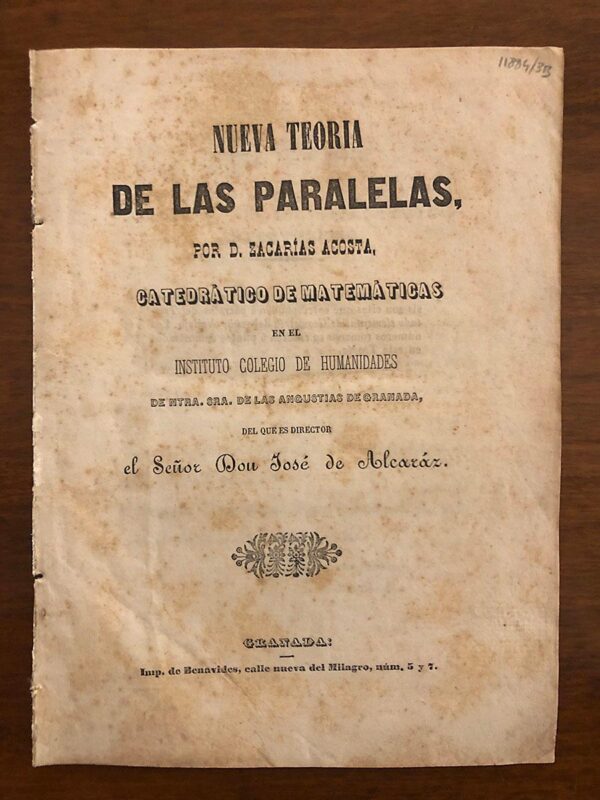 11884/33
NUEVA TEORIA
DE LAS PARALELAS,
POR D. ZACARÍAS ACOSTA,
CATEDRÁTICO DE MATEMÁTICAS
EN EL
INSTITUTO COLEGIO DE HUMANIDADES
DE NTRA. SRA. DE LAS ANGUSTIAS DE GRANADA,
DEL QUE ES DIRECTOR
el Señor Don José de Alcaráz.
GRANADA:
Imp. de Benavides, calle nueva del Milagro, núm. 5 y 7.